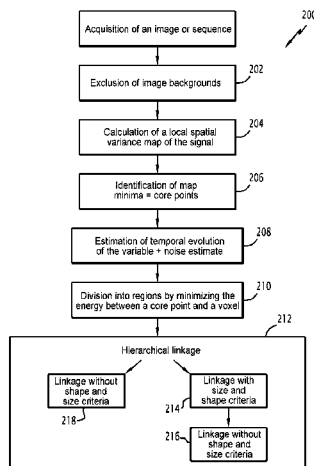 200
Acquisition of an image or sequence
202
Exclusion of image backgrounds
204
Calculation of a local spatial
variance map of the signal
206
Identification of map
minima = core points
208
Estimation of temporal evolution
of the variable + noise estimate
210
Division into regions by minimizing the
energy between a core point and a voxel
212
Hierarchical linkage
Linkage without
shape and
size criteria
218
Linkage with
size and
shape criteria
214
Linkage without
shape and
size criteria
216